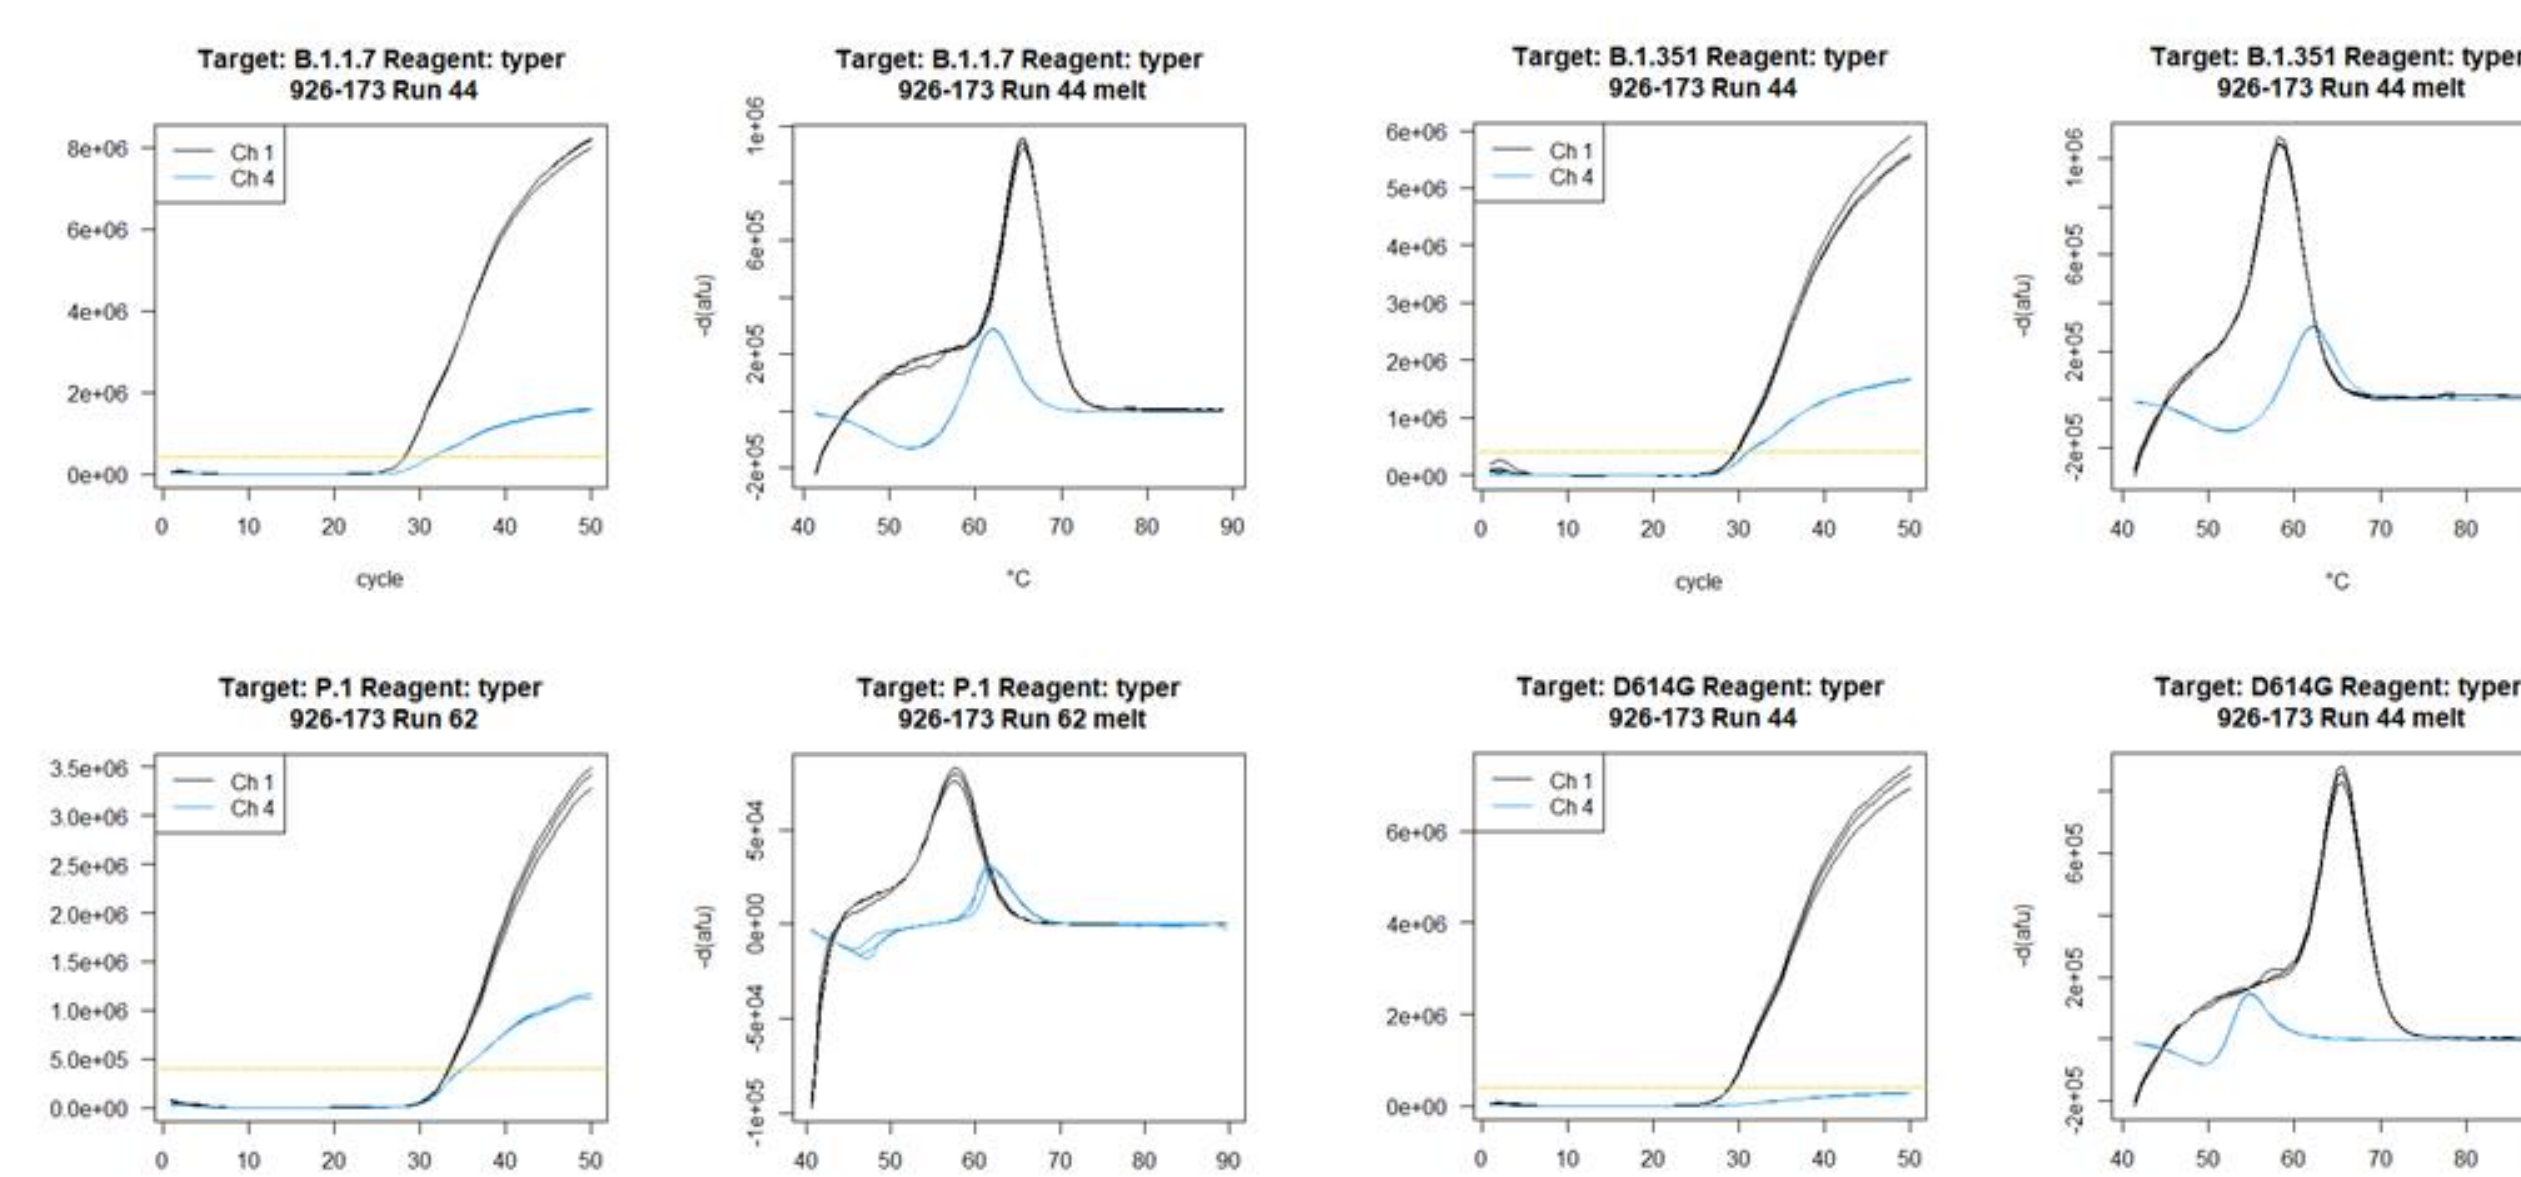 Target: B.1.1.7 Reagent: typer
926-173 Run 44
8e+06
6e+06
4e+06
2e+06
0e+00
Ch 1
Ch 4
0 10 20 30 40 50
cycle
Target: B.1.1.7 Reagent: typer
926-173 Run 44 melt
-d(afu)
1e+06
6e+05
2e+05
-2e+05
40 50 60 70 80 90
°C
Target: B.1.351 Reagent: typer
926-173 Run 44
6e+06
5e+06
4e+06
3e+06
2e+06
1e+06
0e+00
Ch 1
Ch 4
0 10 20 30 40 50
cycle
Target: B.1.351 Reagent: typer
926-173 Run 44 melt
-d(afu)
1e+06
6e+05
2e+05
-2e+05
40 50 60 70 80
°C
Target: P.1 Reagent: typer
926-173 Run 62
3.5e+06
3.0e+06
2.5e+06
2.0e+06
1.5e+06
1.0e+06
5.0e+05
0.0e+00
Ch 1
Ch 4
0 10 20 30 40 50
Target: P.1 Reagent: typer
926-173 Run 62 melt
-d(afu)
5e+04
0e+00
-5e+04
-1e+05
40 50 60 70 80 90
Target: D614G Reagent: typer
926-173 Run 44
6e+06
4e+06
2e+06
0e+00
Ch 1
Ch 4
0 10 20 30 40 50
Target: D614G Reagent: typer
926-173 Run 44 melt
-d(afu)
6e+05
2e+05
-2e+05
40 50 60 70 80